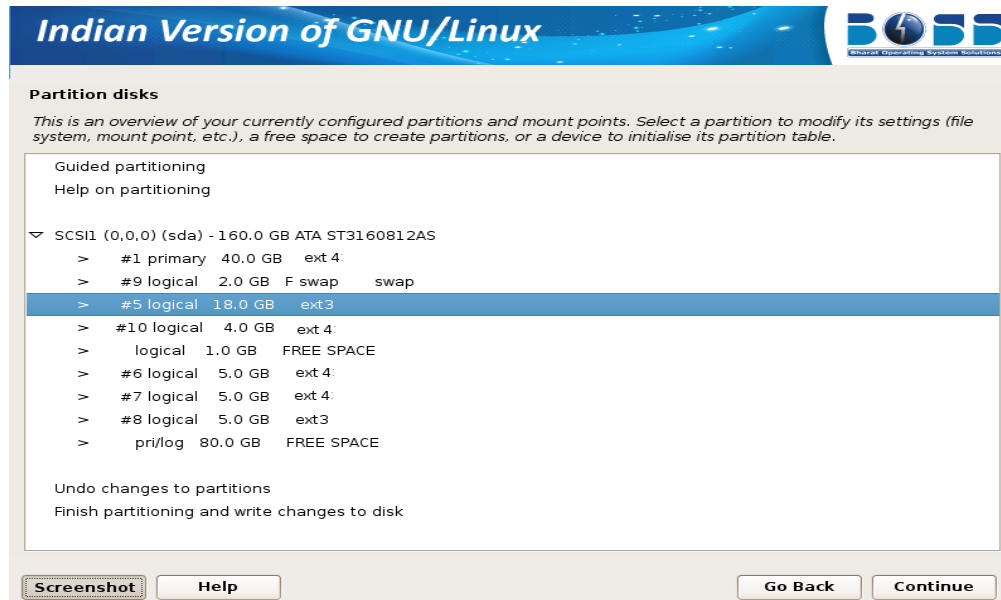 Indian Version of GNU/Linux
BOSS
Bharat Operating System Solutions
Partition disks
This is an overview of your currently configured partitions and mount points. Select a partition to modify its settings (file
system, mount point, etc.), a free space to create partitions, or a device to initialise its partition table.
Guided partitioning
Help on partitioning
SCSI1 (0,0,0) (sda) - 160.0 GB ATA ST3160812AS
> #1 primary 40.0 GB ext 4
> #9 logical 2.0 GB F swap swap
> #5 logical 18.0 GB ext3
> #10 logical 4.0 GB ext 4
> logical 1.0 GB FREE SPACE
> #6 logical 5.0 GB ext 4
> #7 logical 5.0 GB ext 4
> #8 logical 5.0 GB ext3
> pri/log 80.0 GB FREE SPACE
Undo changes to partitions
Finish partitioning and write changes to disk
Screenshot Help Go Back Continue